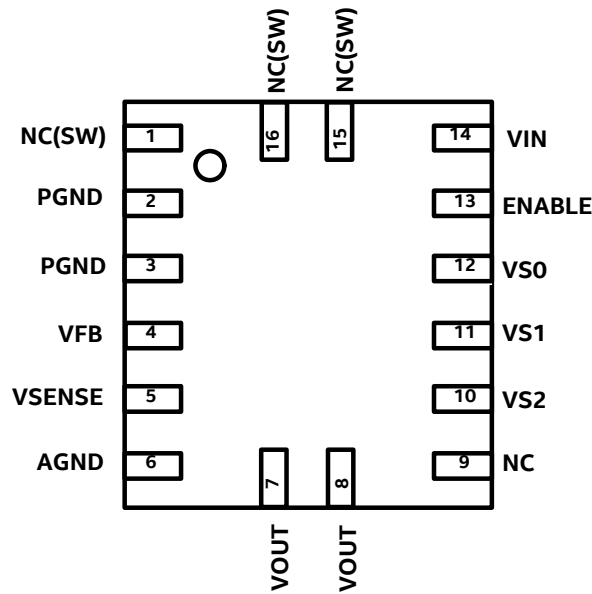 NC(SW)
NC(SW)
NC(SW) 1
16
15
14 VIN
PGND 2
13 ENABLE
PGND 3
12 VS0
VFB 4
11 VS1
VSENSE 5
10 VS2
AGND 6
7
8
9 NC
VOUT
VOUT